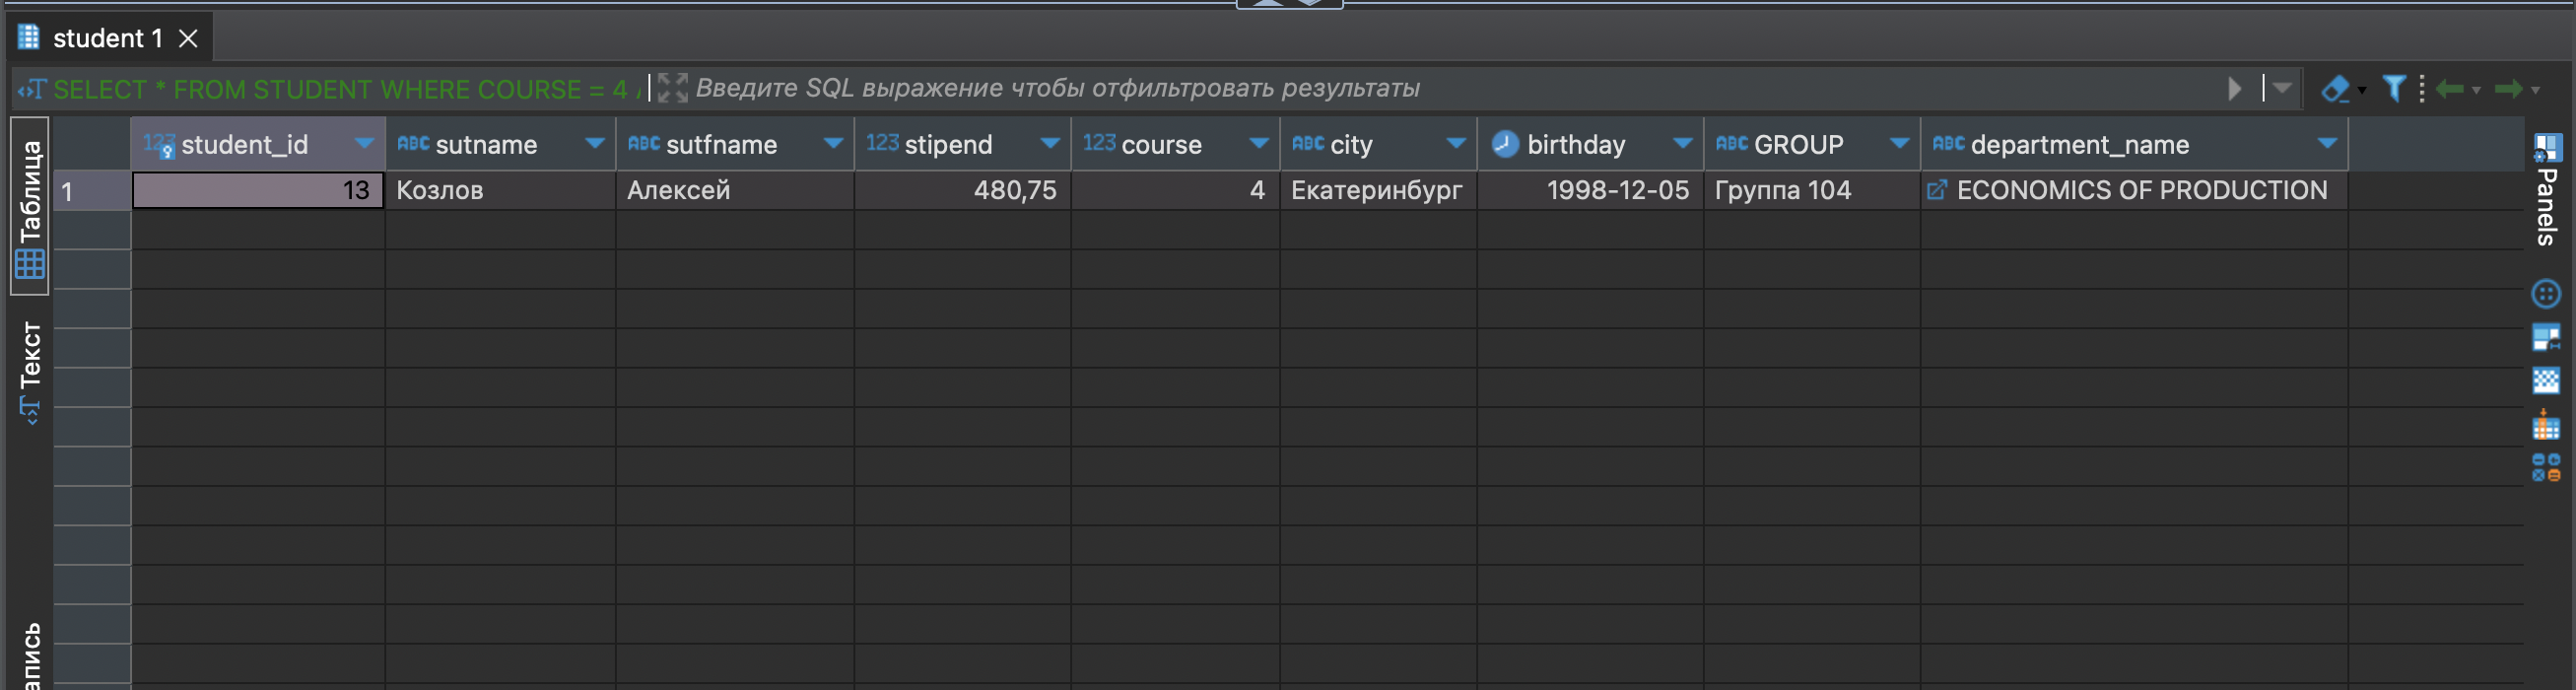 student 1
SELECT * FROM STUDENT WHERE COURSE = 4 Введите SQL выражение чтобы отфильтровать результаты
Таблица
Текст
апись
123 student_id ABC sutname ABC sutfname 123 stipend 123 course ABC city birthday ABC GROUP ABC department_name
1 13 Козлов Алексей 480,75 4 Екатеринбург 1998-12-05 Группа 104 ECONOMICS OF PRODUCTION
Panels